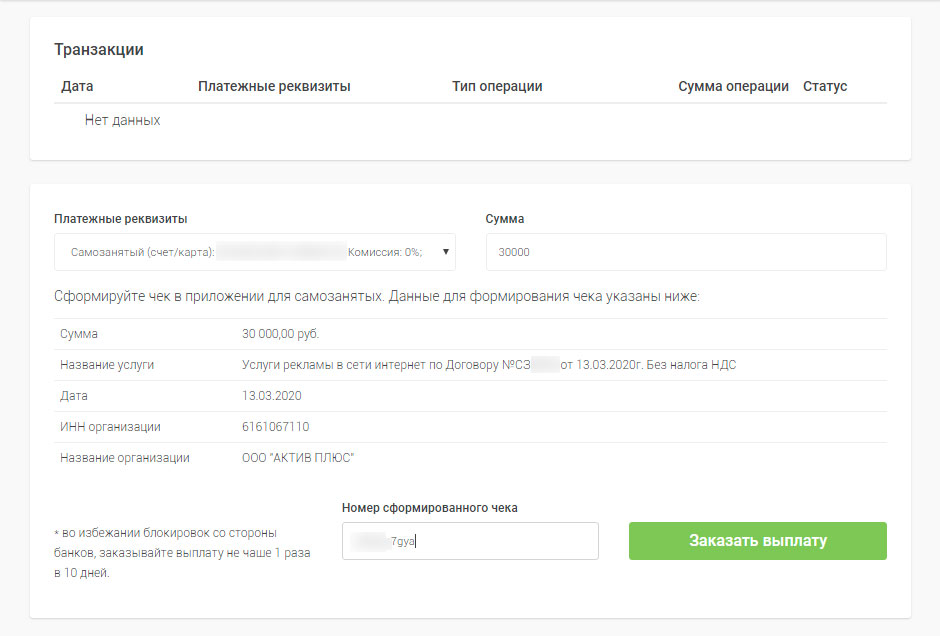 Транзакции
Дата Платежные реквизиты Тип операции Сумма операции Статус
Нет данных
Платежные реквизиты Сумма
Самозанятый (счет/карта): Комиссия: 0%; ▼ 30000
Сформируйте чек в приложении для самозанятых. Данные для формирования чека указаны ниже:
Сумма 30 000,00 руб.
Название услуги Услуги рекламы в сети интернет по Договору №СЗ от 13.03.2020г. Без налога НДС
Дата 13.03.2020
ИНН организации 6161067110
Название организации ООО "АКТИВ ПЛЮС"
Номер сформированного чека
* во избежании блокировок со стороны
банков, заказывайте выплату не чаще 1 раза
в 10 дней.
7gya
Заказать выплату